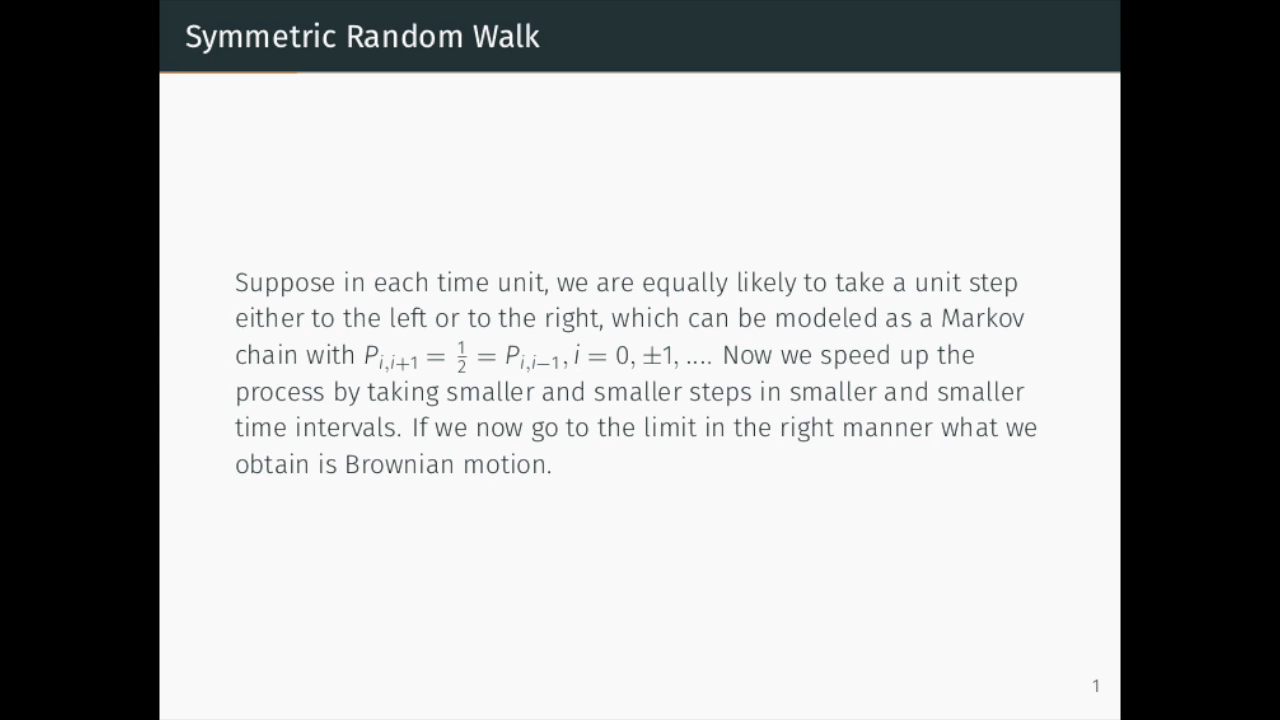 Symmetric Random Walk
Suppose in each time unit, we are equally likely to take a unit step
either to the left or to the right, which can be modeled as a Markov
chain with $P_{i,i+1} = \frac{1}{2} = P_{i,i-1}, i = 0, \pm 1, ....$ Now we speed up the
process by taking smaller and smaller steps in smaller and smaller
time intervals. If we now go to the limit in the right manner what we
obtain is Brownian motion.
1